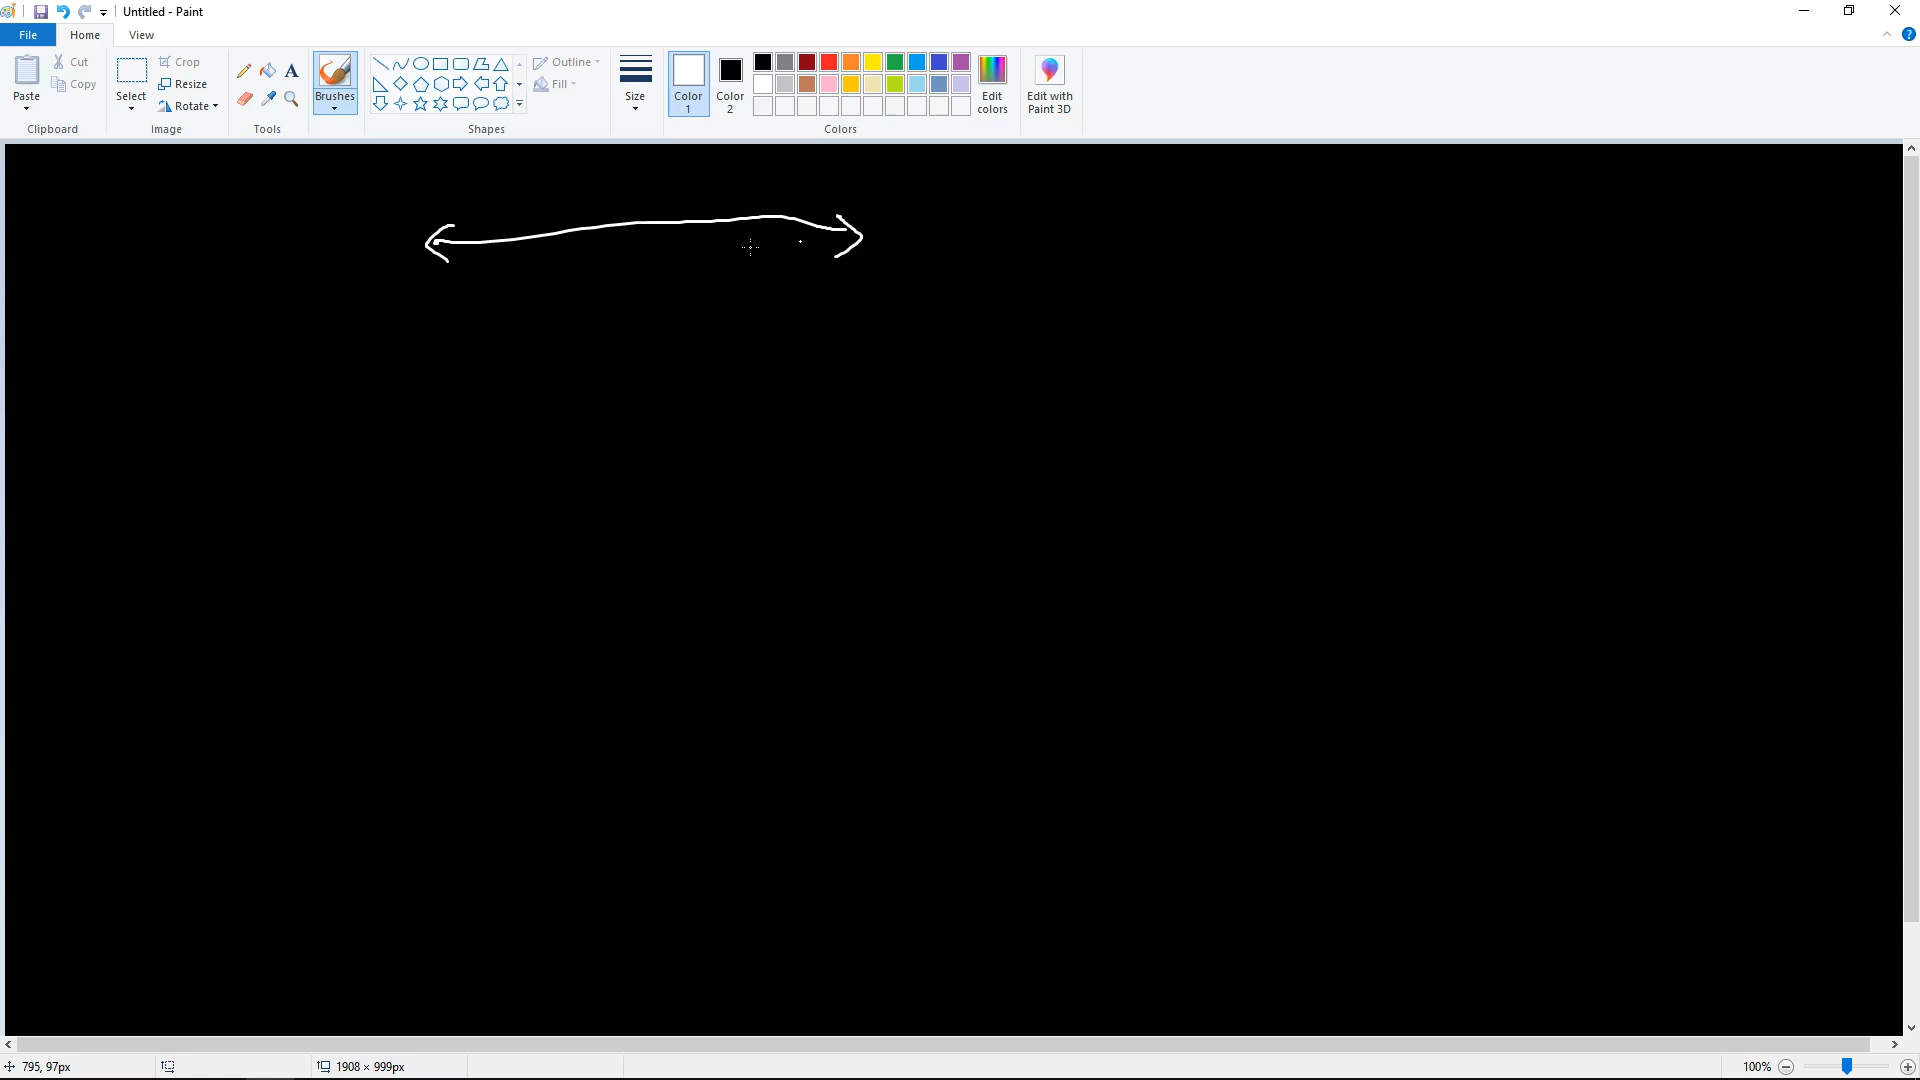 Untitled - Paint
File Home View
Paste
Cut
Copy
Clipboard
Select
Crop
Resize
Rotate
Image
Tools
Brushes
Shapes
Outline
Fill
Size
Color 1
Color 2
Colors
Edit colors
Edit with Paint 3D
795, 97px
1908 × 999px
100%